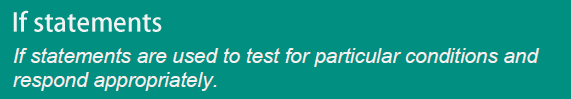 If statements
If statements are used to test for particular conditions and
respond appropriately.